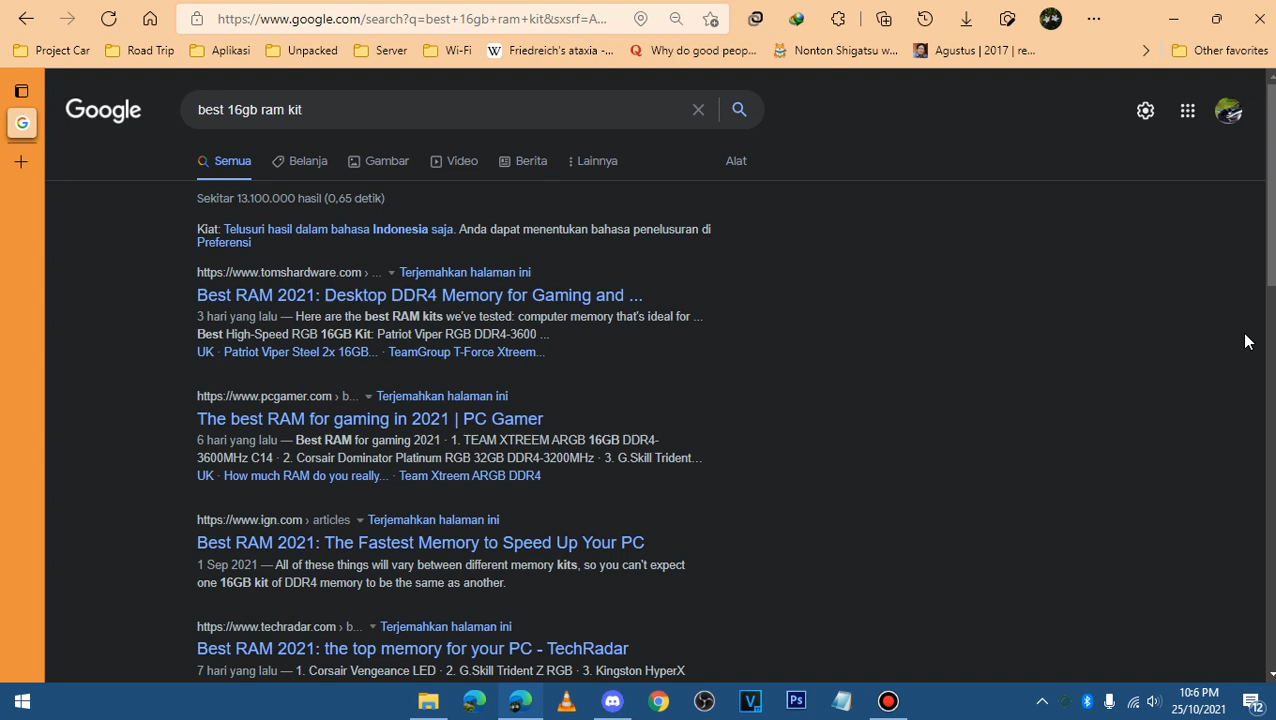 https://www.google.com/search?q=best+16gb+ram+kit&sxsrf=A...
Project Car
Road Trip
Aplikasi
Unpacked
Server
Wi-Fi
W Friedreich's ataxia -...
Q Why do good peop...
Nonton Shigatsu w...
Agustus | 2017 | re...
Other favorites
Google
best 16gb ram kit
Semua
Belanja
Gambar
Video
Berita
Lainnya
Alat
Sekitar 13.100.000 hasil (0,65 detik)
Kiat: Telusuri hasil dalam bahasa Indonesia saja. Anda dapat menentukan bahasa penelusuran di
Preferensi
https://www.tomshardware.com › ... Terjemahkan halaman ini
Best RAM 2021: Desktop DDR4 Memory for Gaming and ...
3 hari yang lalu — Here are the best RAM kits we've tested: computer memory that's ideal for ...
Best High-Speed RGB 16GB Kit: Patriot Viper RGB DDR4-3600 ...
UK · Patriot Viper Steel 2x 16GB... · TeamGroup T-Force Xtreem...
https://www.pcgamer.com › b... Terjemahkan halaman ini
The best RAM for gaming in 2021 | PC Gamer
6 hari yang lalu — Best RAM for gaming 2021 · 1. TEAM XTREEM ARGB 16GB DDR4-
3600MHz C14 · 2. Corsair Dominator Platinum RGB 32GB DDR4-3200MHz · 3. G.Skill Trident...
UK · How much RAM do you really... · Team Xtreem ARGB DDR4
https://www.ign.com › articles Terjemahkan halaman ini
Best RAM 2021: The Fastest Memory to Speed Up Your PC
1 Sep 2021 — All of these things will vary between different memory kits, so you can't expect
one 16GB kit of DDR4 memory to be the same as another.
https://www.techradar.com › b... Terjemahkan halaman ini
Best RAM 2021: the top memory for your PC - TechRadar
7 hari yang lalu — 1. Corsair Vengeance LED · 2. G.Skill Trident Z RGB · 3. Kingston HyperX
V
Ps
10:6 PM
25/10/2021
12